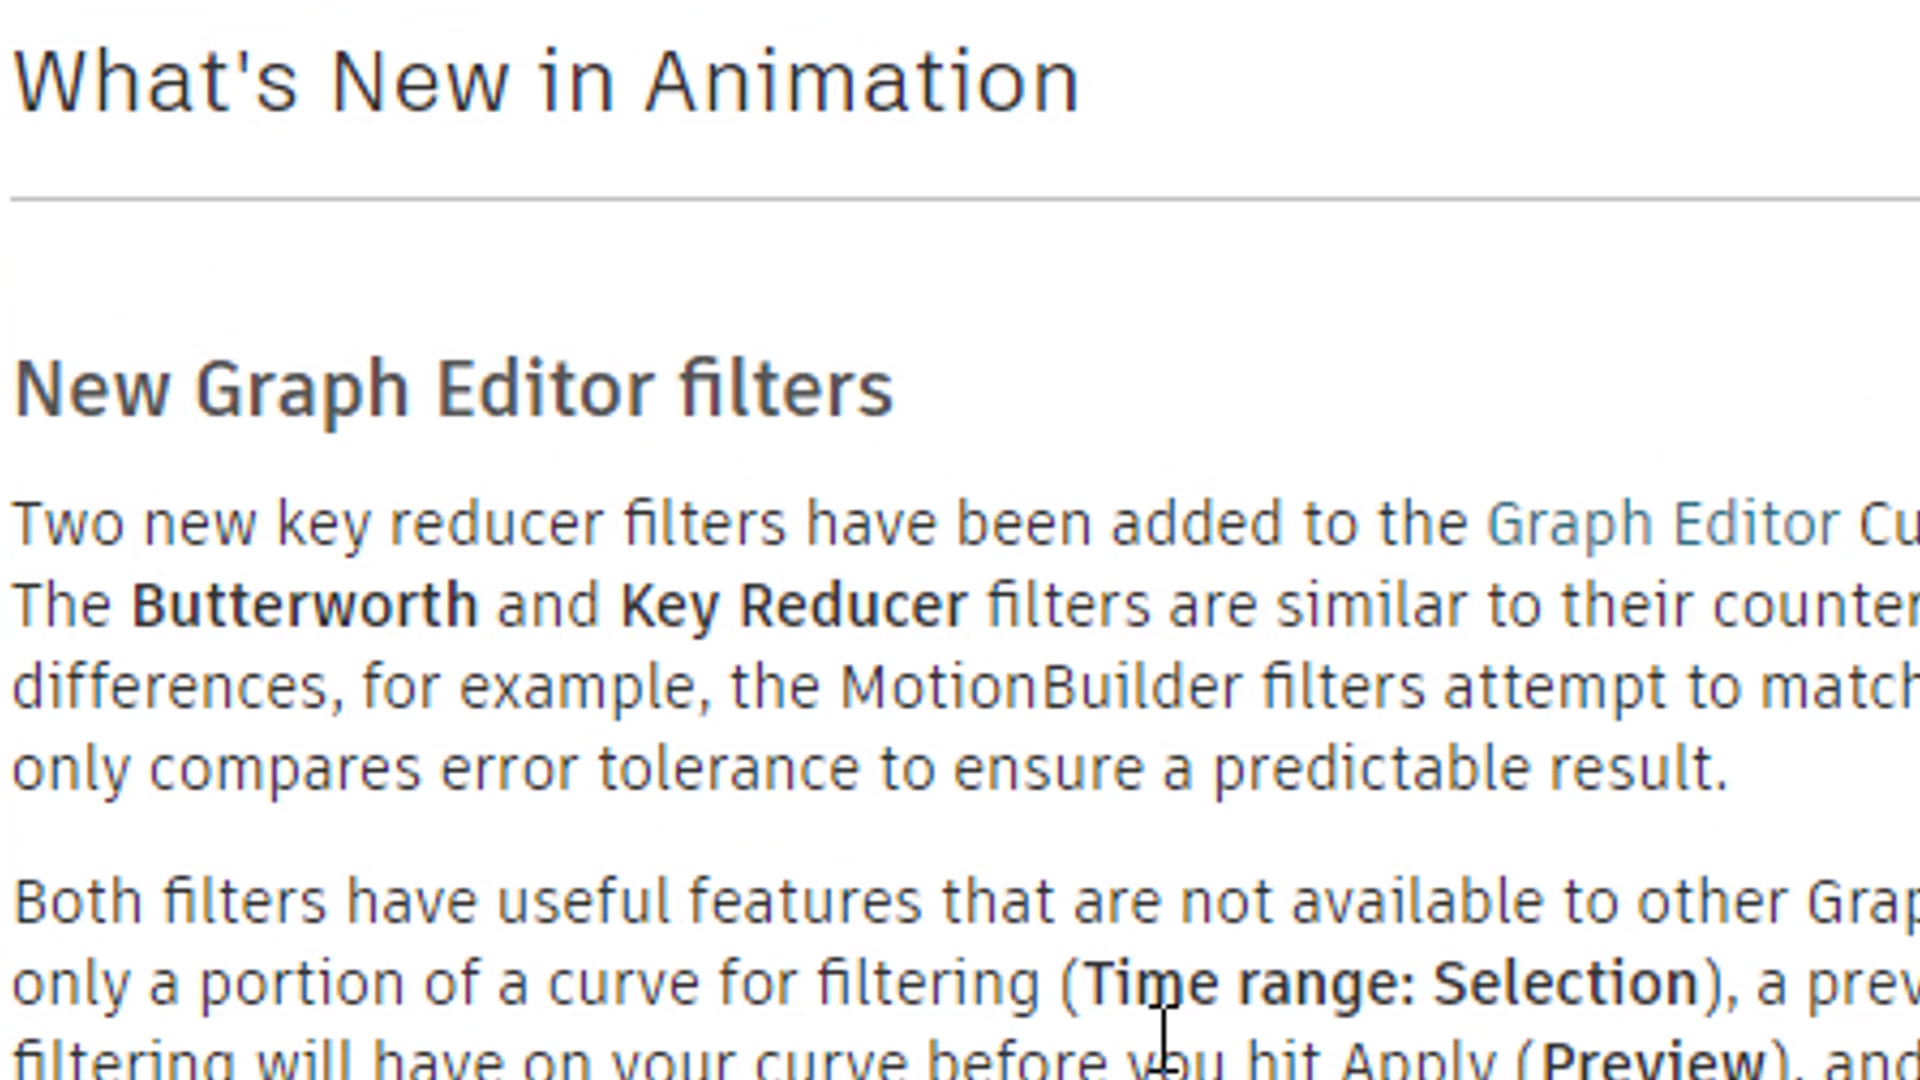 What's New in Animation
New Graph Editor filters
Two new key reducer filters have been added to the Graph Editor Cu
The Butterworth and Key Reducer filters are similar to their counter
differences, for example, the MotionBuilder filters attempt to match
only compares error tolerance to ensure a predictable result.
Both filters have useful features that are not available to other Grap
only a portion of a curve for filtering (Time range: Selection), a prev
filtering will have on your curve before you hit Apply (Preview), and